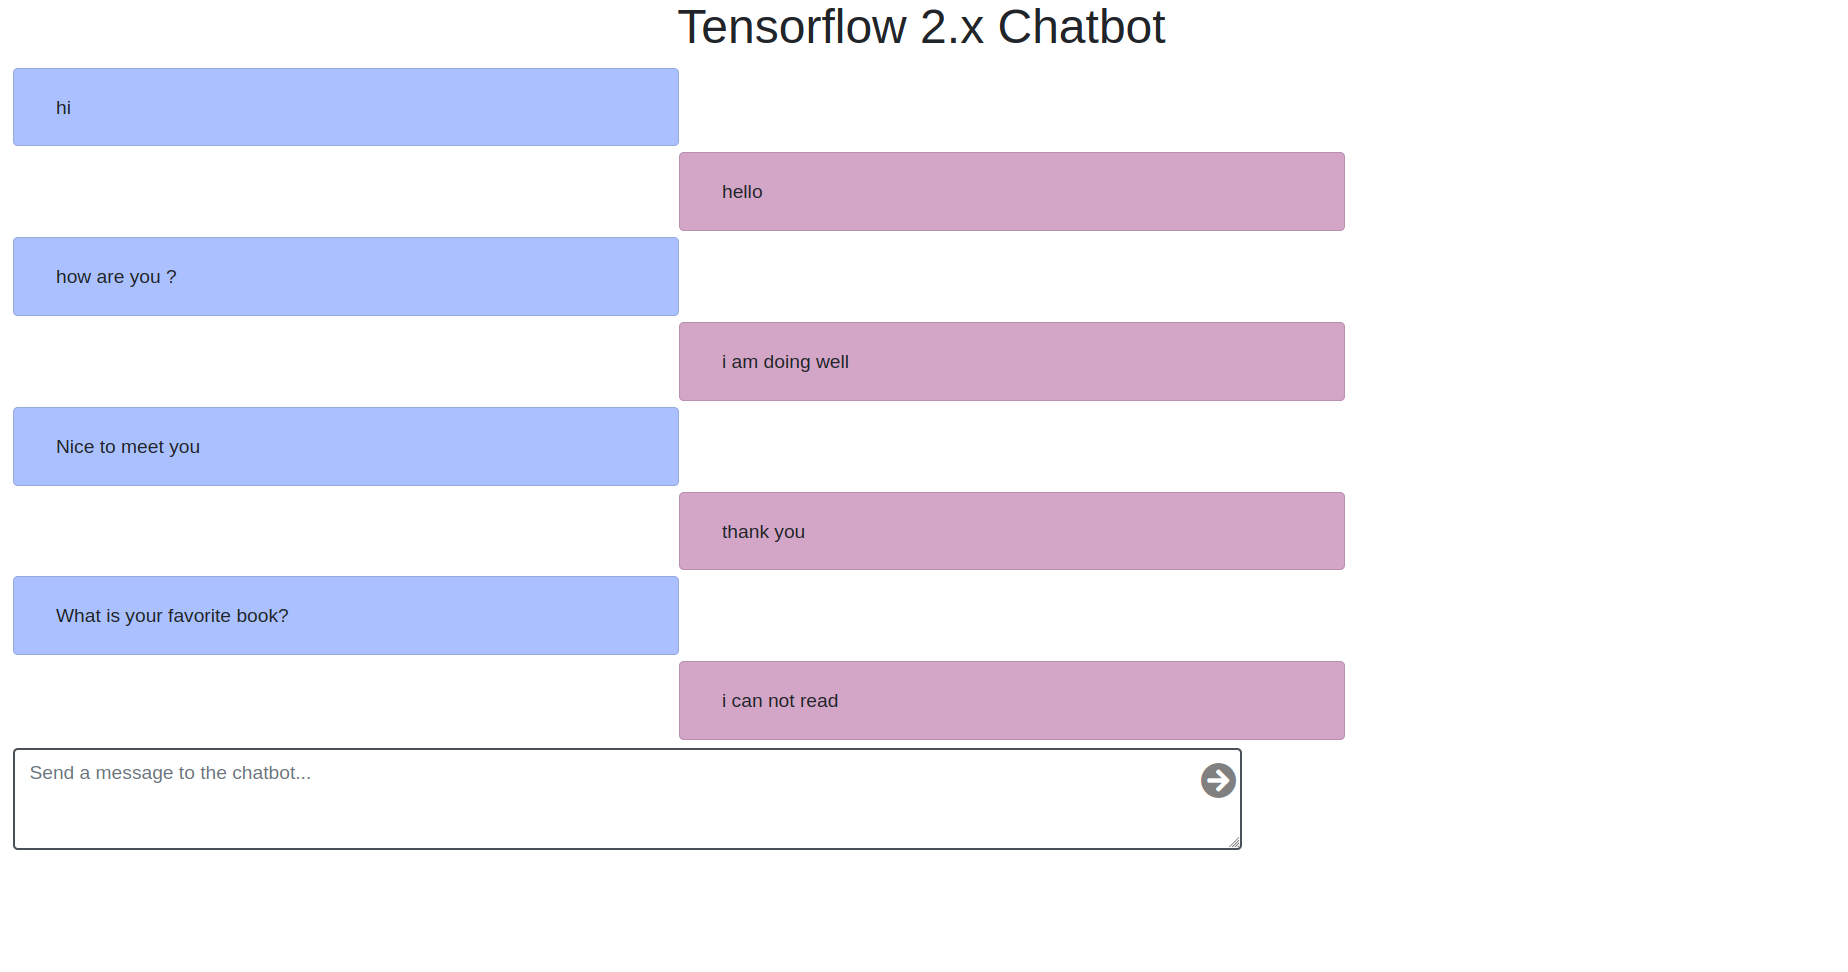 Tensorflow 2.x Chatbot
hi
hello
how are you ?
i am doing well
Nice to meet you
thank you
What is your favorite book?
i can not read
Send a message to the chatbot...